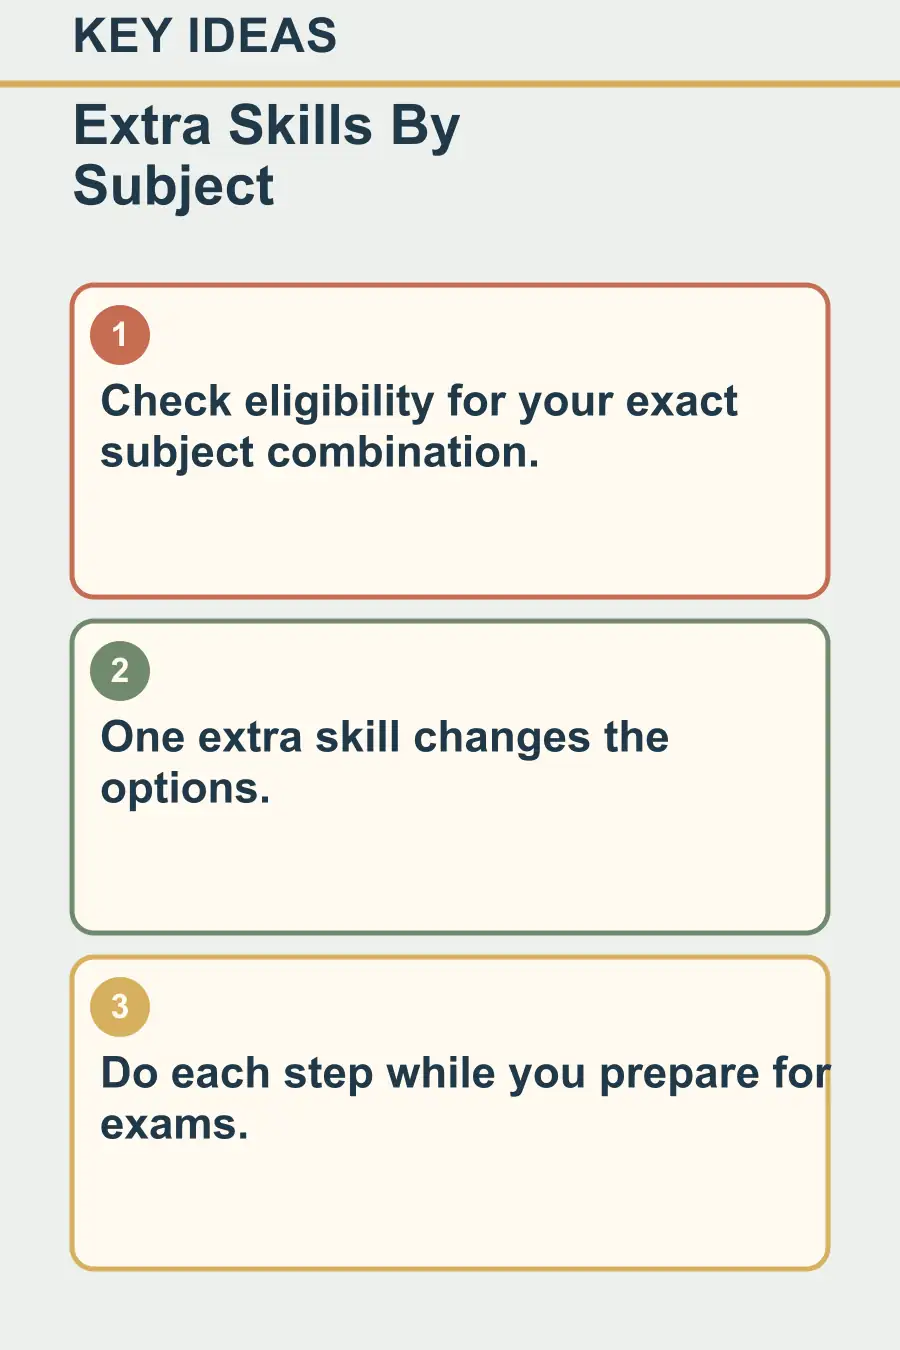 KEY IDEAS
Extra Skills By
Subject
1
Check eligibility for your exact
subject combination.
2
One extra skill changes the
options.
3
Do each step while you prepare for
exams.